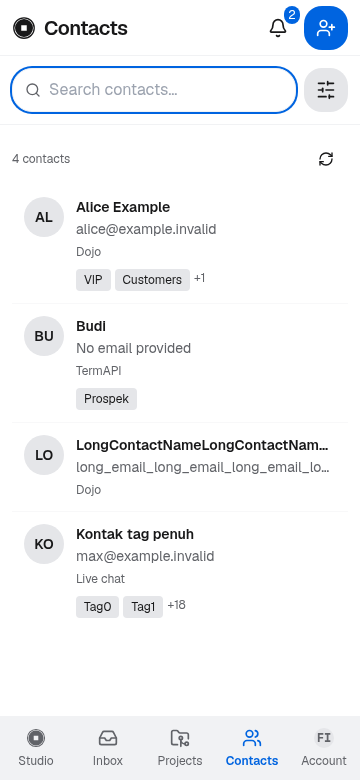 Contacts
2
Search contacts...
4 contacts
AL
Alice Example
alice@example.invalid
Dojo
VIP Customers +1
BU
Budi
No email provided
TermAPI
Prospek
LO
LongContactNameLongContactNam...
long_email_long_email_long_email_lo...
Dojo
KO
Kontak tag penuh
max@example.invalid
Live chat
Tag0 Tag1 +18
FI
Studio Inbox Projects Contacts Account